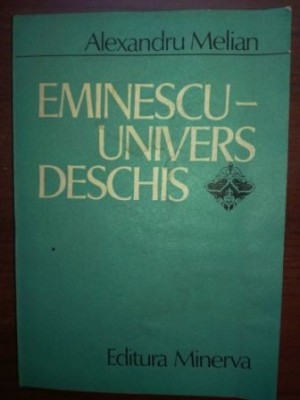 Alexandru Melian
EMINESCU–
UNIVERS
DESCHIS
Editura Minerva